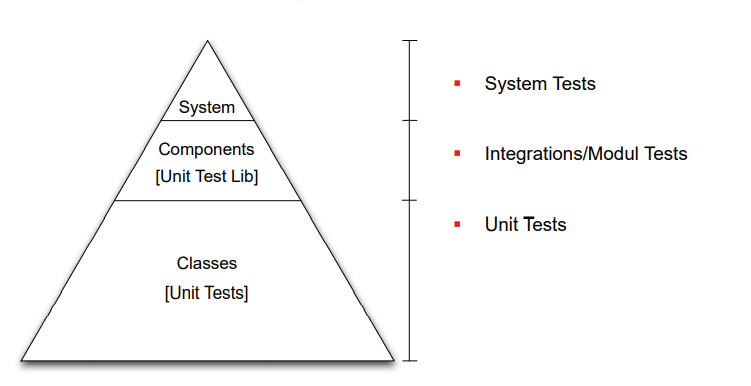 System
Components
[Unit Test Lib]
Classes
[Unit Tests]
System Tests
Integrations/Modul Tests
Unit Tests